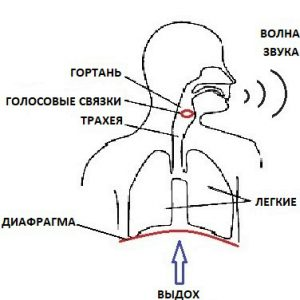 ВОЛНА
ЗВУКА
ГОРТАНЬ
ГОЛОСОВЫЕ СВЯЗКИ
ТРАХЕЯ
ЛЕГКИЕ
ДИАФРАГМА
ВЫДОХ